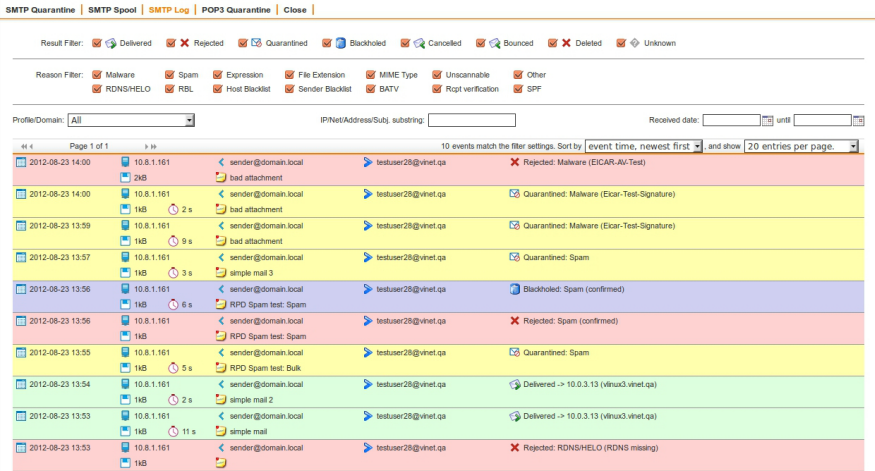 SMTP Quarantine | SMTP Spool | SMTP Log | POP3 Quarantine | Close |
Result Filter: Delivered Rejected Quarantined Blackholed Cancelled Bounced Deleted Unknown
Reason Filter: Malware Spam Expression File Extension MIME Type Unscannable Other
RDNS/HELO RBL Host Blacklist Sender Blacklist BATV Rcpt verification SPF
Profile/Domain: All IP/Net/Address/Subj. substring: Received date: until
Page 1 of 1 10 events match the filter settings. Sort by event time, newest first , and show 20 entries per page.
2012-08-23 14:00 10.8.1.161 sender@domain.local testuser28@vinet.qa Rejected: Malware (EICAR-AV-Test)
2kB bad attachment
2012-08-23 14:00 10.8.1.161 sender@domain.local testuser28@vinet.qa Quarantined: Malware (Eicar-Test-Signature)
1kB 2 s bad attachment
2012-08-23 13:59 10.8.1.161 sender@domain.local testuser28@vinet.qa Quarantined: Malware (Eicar-Test-Signature)
1kB 9 s bad attachment
2012-08-23 13:57 10.8.1.161 sender@domain.local testuser28@vinet.qa Quarantined: Spam
1kB 3 s simple mail 3
2012-08-23 13:56 10.8.1.161 sender@domain.local testuser28@vinet.qa Blackholed: Spam (confirmed)
1kB 6 s RPD Spam test: Spam
2012-08-23 13:56 10.8.1.161 sender@domain.local testuser28@vinet.qa Rejected: Spam (confirmed)
1kB RPD Spam test: Spam
2012-08-23 13:55 10.8.1.161 sender@domain.local testuser28@vinet.qa Quarantined: Spam
1kB 5 s RPD Spam test: Bulk
2012-08-23 13:54 10.8.1.161 sender@domain.local testuser28@vinet.qa Delivered -> 10.0.3.13 (vlinux3.vinet.qa)
1kB 2 s simple mail 2
2012-08-23 13:53 10.8.1.161 sender@domain.local testuser28@vinet.qa Delivered -> 10.0.3.13 (vlinux3.vinet.qa)
1kB 11 s simple mail
2012-08-23 13:53 10.8.1.161 sender@domain.local testuser28@vinet.qa Rejected: RDNS/HELO (RDNS missing)
1kB